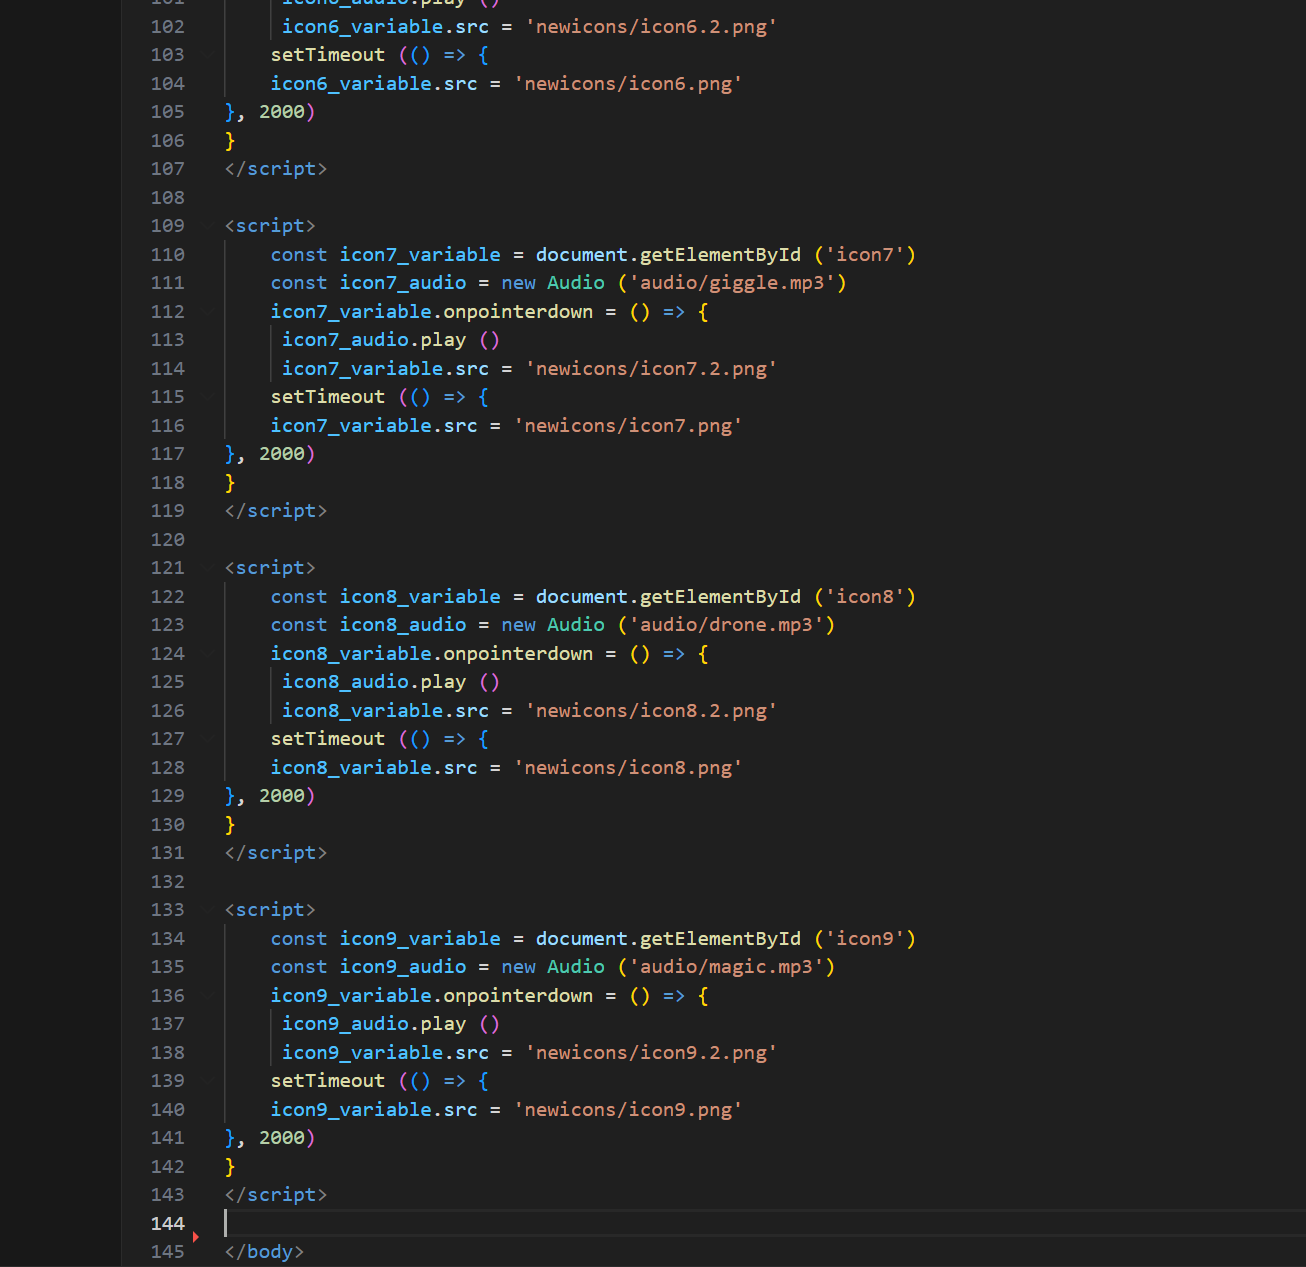 101 icon6_audio.play ()
102 icon6_variable.src = 'newicons/icon6.2.png'
103 setTimeout (() => {
104 icon6_variable.src = 'newicons/icon6.png'
105 }, 2000)
106 }
107 </script>
108
109 <script>
110 const icon7_variable = document.getElementById ('icon7')
111 const icon7_audio = new Audio ('audio/giggle.mp3')
112 icon7_variable.onpointerdown = () => {
113 icon7_audio.play ()
114 icon7_variable.src = 'newicons/icon7.2.png'
115 setTimeout (() => {
116 icon7_variable.src = 'newicons/icon7.png'
117 }, 2000)
118 }
119 </script>
120
121 <script>
122 const icon8_variable = document.getElementById ('icon8')
123 const icon8_audio = new Audio ('audio/drone.mp3')
124 icon8_variable.onpointerdown = () => {
125 icon8_audio.play ()
126 icon8_variable.src = 'newicons/icon8.2.png'
127 setTimeout (() => {
128 icon8_variable.src = 'newicons/icon8.png'
129 }, 2000)
130 }
131 </script>
132
133 <script>
134 const icon9_variable = document.getElementById ('icon9')
135 const icon9_audio = new Audio ('audio/magic.mp3')
136 icon9_variable.onpointerdown = () => {
137 icon9_audio.play ()
138 icon9_variable.src = 'newicons/icon9.2.png'
139 setTimeout (() => {
140 icon9_variable.src = 'newicons/icon9.png'
141 }, 2000)
142 }
143 </script>
144
145 </body>